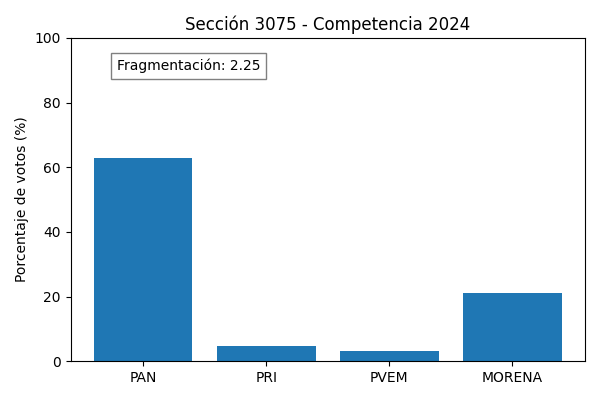 Sección 3075 - Competencia 2024
Fragmentación: 2.25
Porcentaje de votos (%)
100
80
60
40
20
0
PAN PRI PVEM MORENA